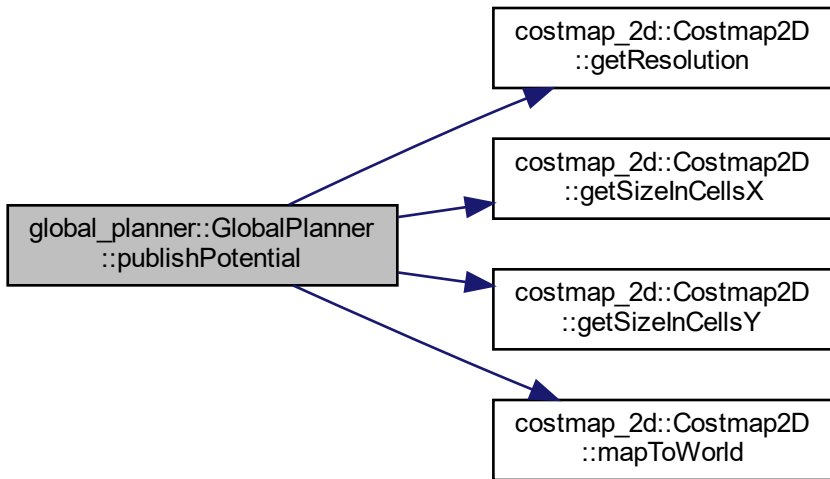 costmap_2d::Costmap2D
::getResolution
costmap_2d::Costmap2D
::getSizeInCellsX
global_planner::GlobalPlanner
::publishPotential
costmap_2d::Costmap2D
::getSizeInCellsY
costmap_2d::Costmap2D
::mapToWorld